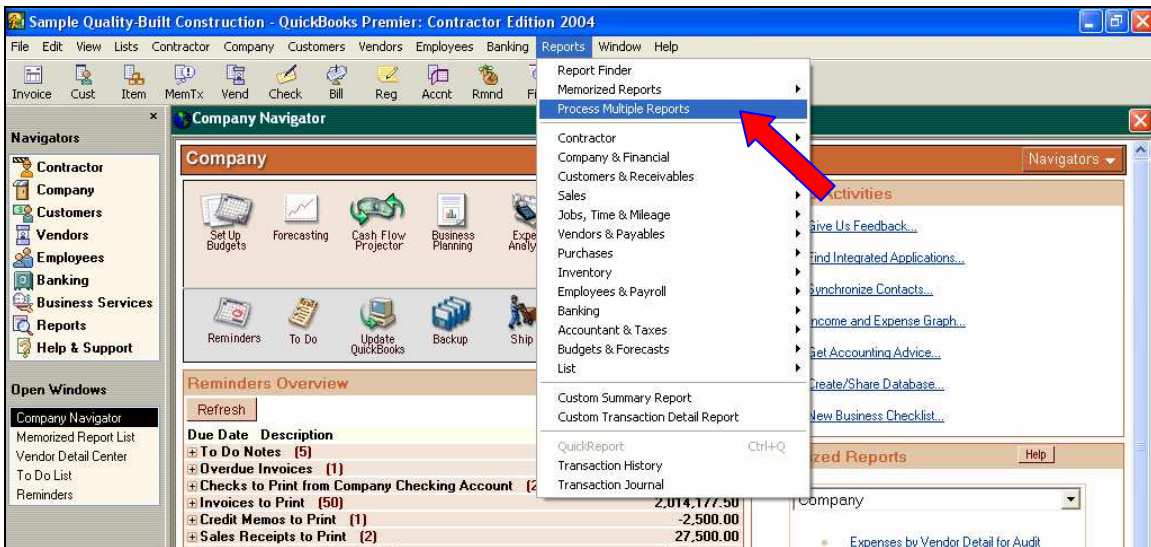 Sample Quality-Built Construction - QuickBooks Premier: Contractor Edition 2004
File Edit View Lists Contractor Company Customers Vendors Employees Banking Reports Window Help
Invoice Cust Item MemTx Vend Check Bill Reg Accnt Rmnd
Navigators
Contractor
Company
Customers
Vendors
Employees
Banking
Business Services
Reports
Help & Support
Open Windows
Company Navigator
Memorized Report List
Vendor Detail Center
To Do List
Reminders
Company Navigator
Company
Navigators
Set Up Budgets
Forecasting
Cash Flow Projector
Business Planning
Reminders
To Do
Update QuickBooks
Backup
Ship
Reminders Overview
Refresh
Due Date Description
To Do Notes (5)
Overdue Invoices (1)
Checks to Print from Company Checking Account (2
Invoices to Print (50) 2,014,177.50
Credit Memos to Print (1) -2,500.00
Sales Receipts to Print (2) 27,500.00
Report Finder
Memorized Reports
Process Multiple Reports
Contractor
Company & Financial
Customers & Receivables
Sales
Jobs, Time & Mileage
Vendors & Payables
Purchases
Inventory
Employees & Payroll
Banking
Accountant & Taxes
Budgets & Forecasts
List
Custom Summary Report
Custom Transaction Detail Report
QuickReport Ctrl+Q
Transaction History
Transaction Journal
Activities
Give Us Feedback...
Find Integrated Applications...
Synchronize Contacts...
Income and Expense Graph...
Get Accounting Advice...
Create/Share Database...
New Business Checklist...
zed Reports
Help
Company
Expenses by Vendor Detail for Audit